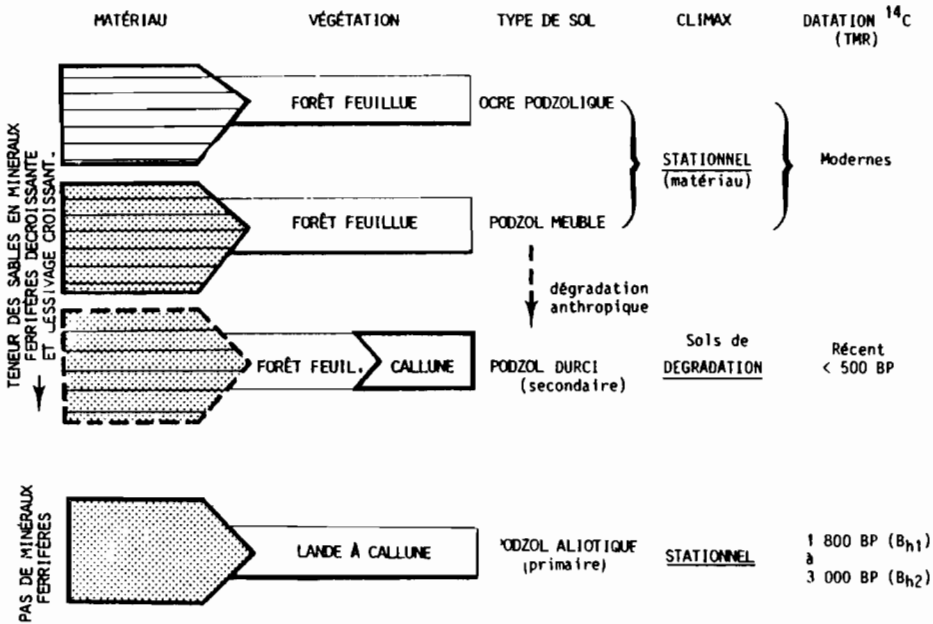 MATÉRIAU VÉGÉTATION TYPE DE SOL CLIMAX DATATION 14C
(TMR)
TENEUR DES SABLES EN MINERAUX
FERRIFÈRES DECROISSANTE
ET LESSIVAGE CROISSANT.
FORÊT FEUILLUE OCRE PODZOLIQUE
STATIONNEL
(matériau)
Modernes
FORÊT FEUILLUE PODZOL MEUBLE
dégradation
anthropique
FORÊT FEUIL. CALLUNE PODZOL DURCI
(secondaire)
Sols de
DEGRADATION
Récent
< 500 BP
PAS DE MINÉRAUX
FERRIFÈRES
LANDE À CALLUNE PODZOL ALIOTIQUE
(primaire)
STATIONNEL
1 800 BP (Bh1)
à
3 000 BP (Bh2)